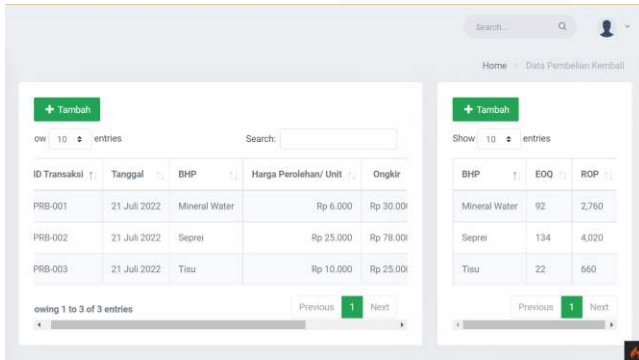 Search...
Home Data Pembelian Kembali
+ Tambah
ow 10 entries Search:
ID Transaksi Tanggal BHP Harga Perolehan/ Unit Ongkir
PRB-001 21 Juli 2022 Mineral Water Rp 6.000 Rp 30.000
PRB-002 21 Juli 2022 Seprei Rp 25.000 Rp 78.000
PRB-003 21 Juli 2022 Tisu Rp 10.000 Rp 25.000
owing 1 to 3 of 3 entries Previous 1 Next
+ Tambah
Show 10 entries
BHP EOQ ROP
Mineral Water 92 2,760
Seprei 134 4,020
Tisu 22 660
Previous 1 Next